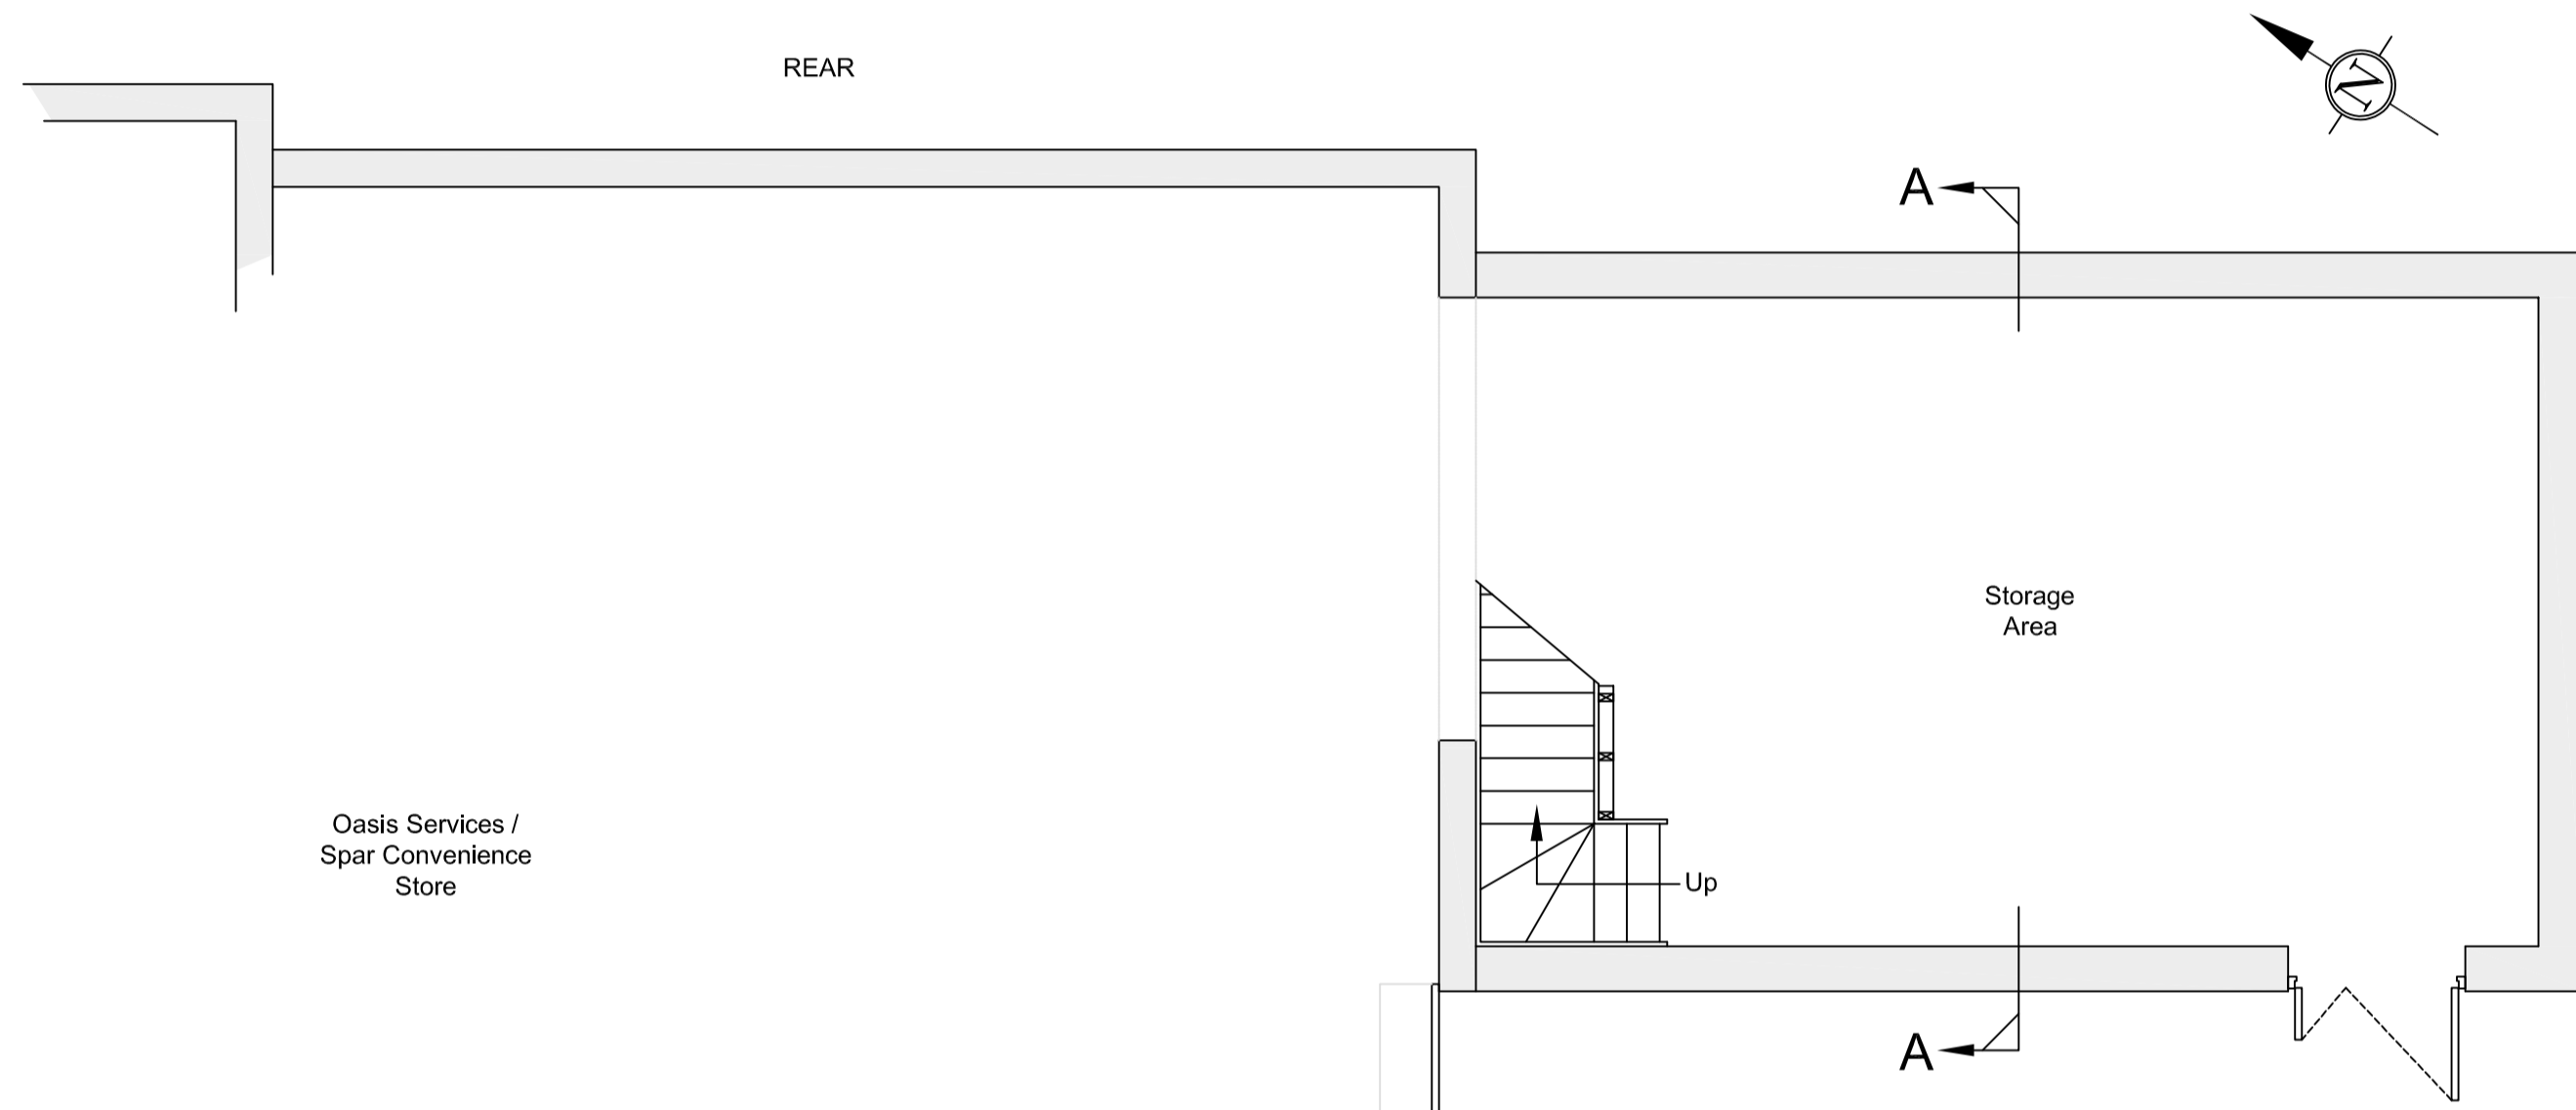 REAR
N
A
Storage
Area
Oasis Services /
Spar Convenience
Store
Up
A